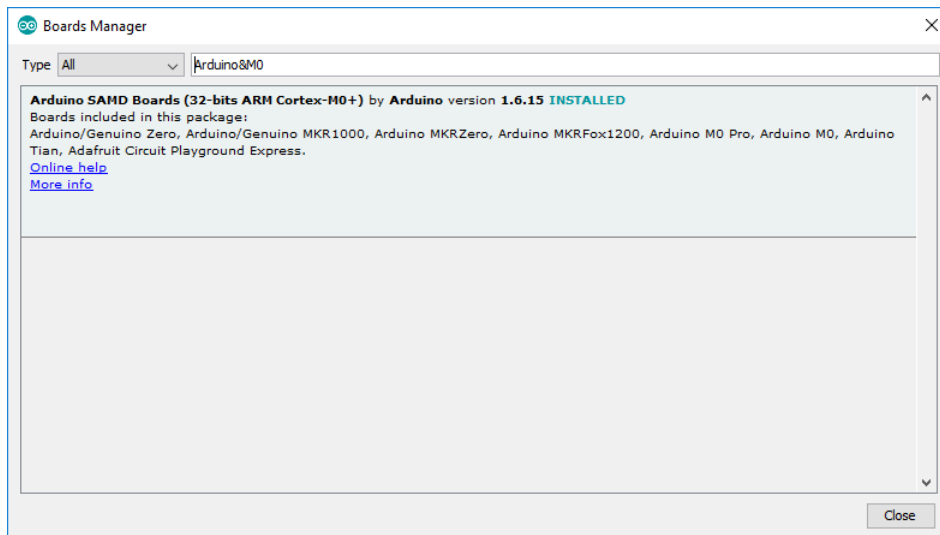 Boards Manager
Type All Arduino&M0
Arduino SAMD Boards (32-bits ARM Cortex-M0+) by Arduino version 1.6.15 INSTALLED
Boards included in this package:
Arduino/Genuino Zero, Arduino/Genuino MKR1000, Arduino MKRZero, Arduino MKRFox1200, Arduino M0 Pro, Arduino M0, Arduino
Tian, Adafruit Circuit Playground Express.
Online help
More info
Close